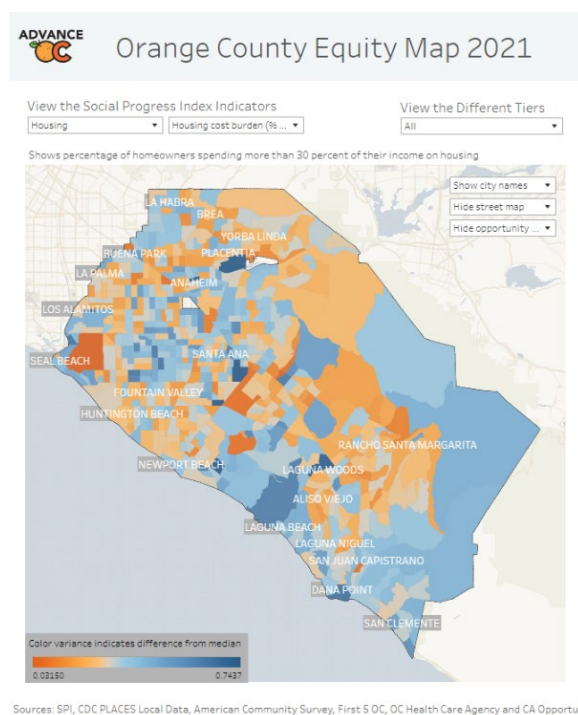 ADVANCE
OC
Orange County Equity Map 2021
View the Social Progress Index Indicators
View the Different Tiers
Housing
Housing cost burden (% ...
All
Shows percentage of homeowners spending more than 30 percent of their income on housing
Show city names
Hide street map
Hide opportunity ...
LA HABRA
BREA
YORBA LINDA
BUENA PARK
PLACENTIA
LA PALMA
ANAHEIM
LOS ALAMITOS
SANTA ANA
SEAL BEACH
FOUNTAIN VALLEY
HUNTINGTON BEACH
RANCHO SANTA MARGARITA
NEWPORT BEACH
LAGUNA WOODS
ALISO VIEJO
LAGUNA BEACH
LAGUNA NIGUEL
SAN JUAN CAPISTRANO
DANA POINT
SAN CLEMENTE
Color variance indicates difference from median
0.03150
0.7437
Sources: SPI, CDC PLACES Local Data, American Community Survey, First 5 OC, OC Health Care Agency and CA Opportu